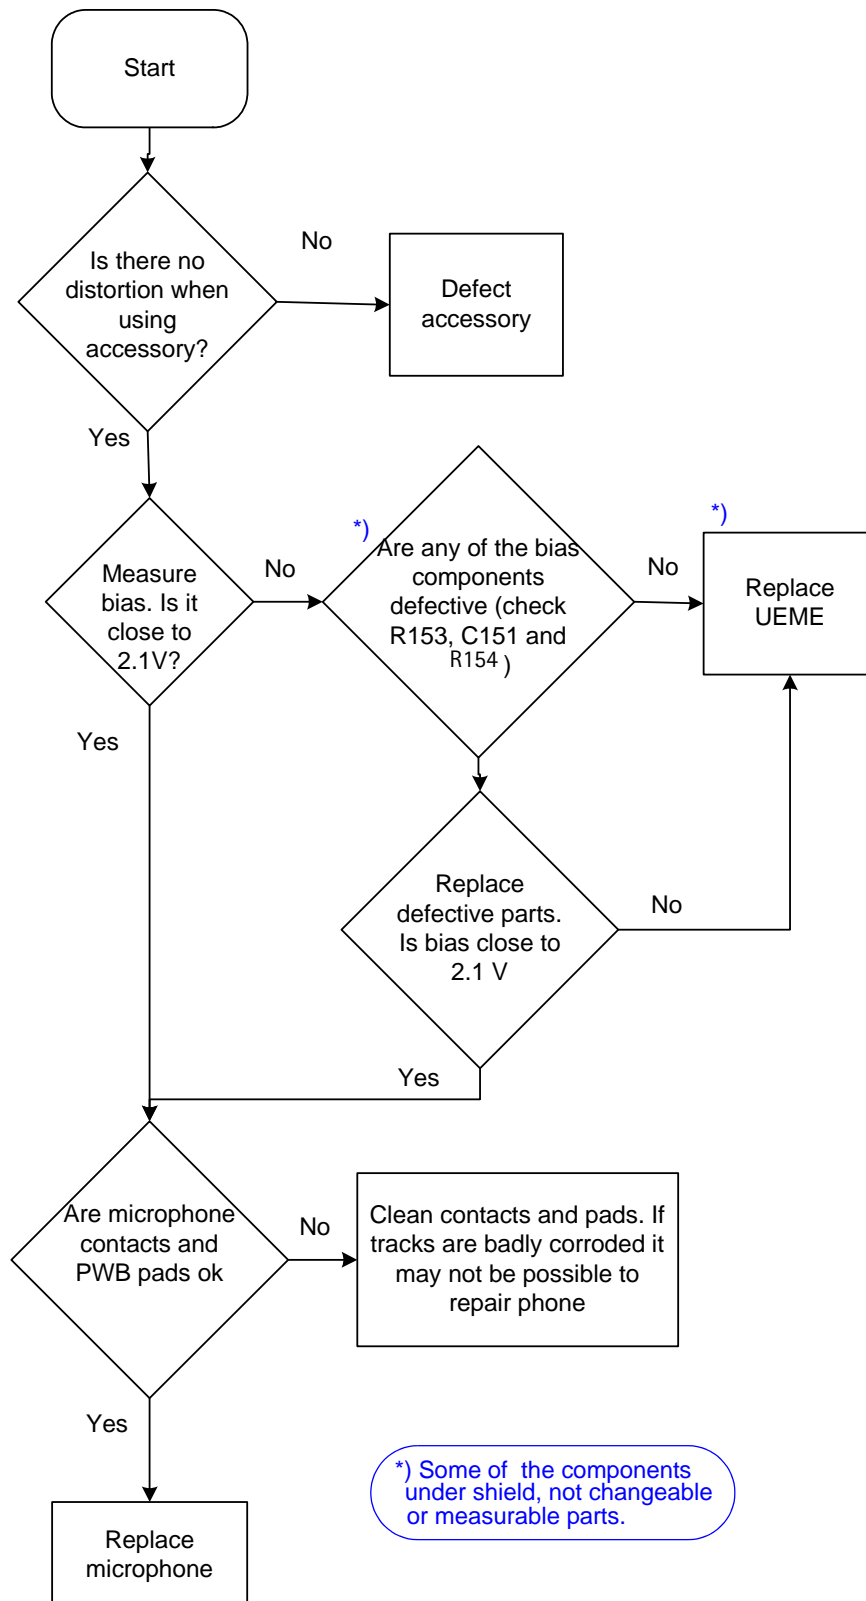 Start
No
Is there no
distortion when
using
accessory?
Defect
accessory
Yes
*)
*)
Measure
bias. Is it
close to
2.1V?
No
Are any of the bias
components
defective (check
R153, C151 and
R154 )
No
Replace
UEME
Yes
Replace
defective parts.
Is bias close to
2.1 V
No
Yes
Are microphone
contacts and
PWB pads ok
No
Clean contacts and pads. If
tracks are badly corroded it
may not be possible to
repair phone
Yes
*) Some of the components
under shield, not changeable
or measurable parts.
Replace
microphone